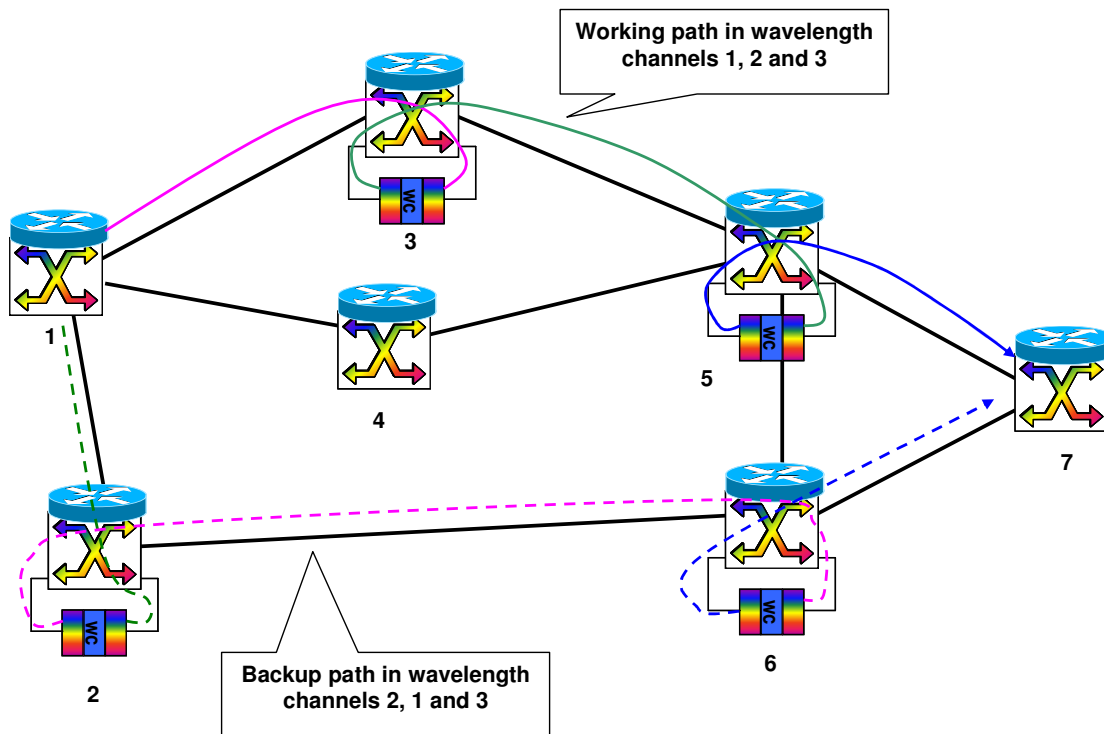 Working path in wavelength
channels 1, 2 and 3
WC
3
1
4
WC
5
7
WC
2
WC
6
Backup path in wavelength
channels 2, 1 and 3